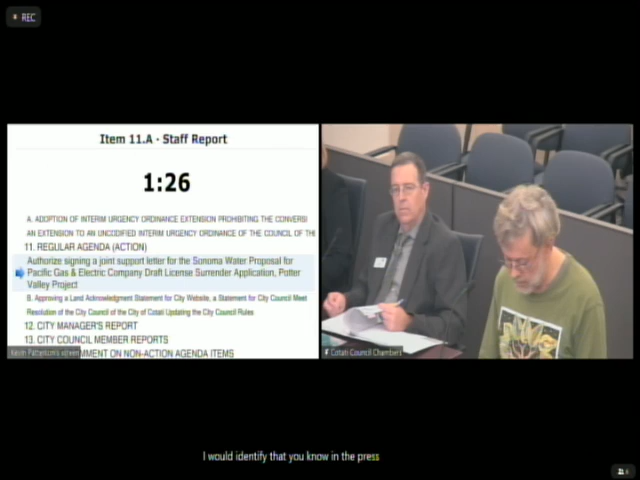 REC
Item 11.A - Staff Report
1:26
A. ADOPTION OF INTERIM URGENCY ORDINANCE EXTENSION PROHIBITING THE CONVERSI
AN EXTENSION TO AN UNCODIFIED INTERIM URGENCY ORDINANCE OF THE COUNCIL OF THE
11. REGULAR AGENDA (ACTION)
Authorize signing a joint support letter for the Sonoma Water Proposal for
Pacific Gas & Electric Company Draft License Surrender Application, Potter
Valley Project
B. Approving a Land Acknowledgment Statement for City Website, a Statement for City Council Meet
Resolution of the City Council of the City of Cotati Updating the City Council Rules
12. CITY MANAGER'S REPORT
13. CITY COUNCIL MEMBER REPORTS
MMENT ON NON-ACTION AGENDA ITEMS
Kevin Patterson's screen
Cotati Council Chambers
I would identify that you know in the press